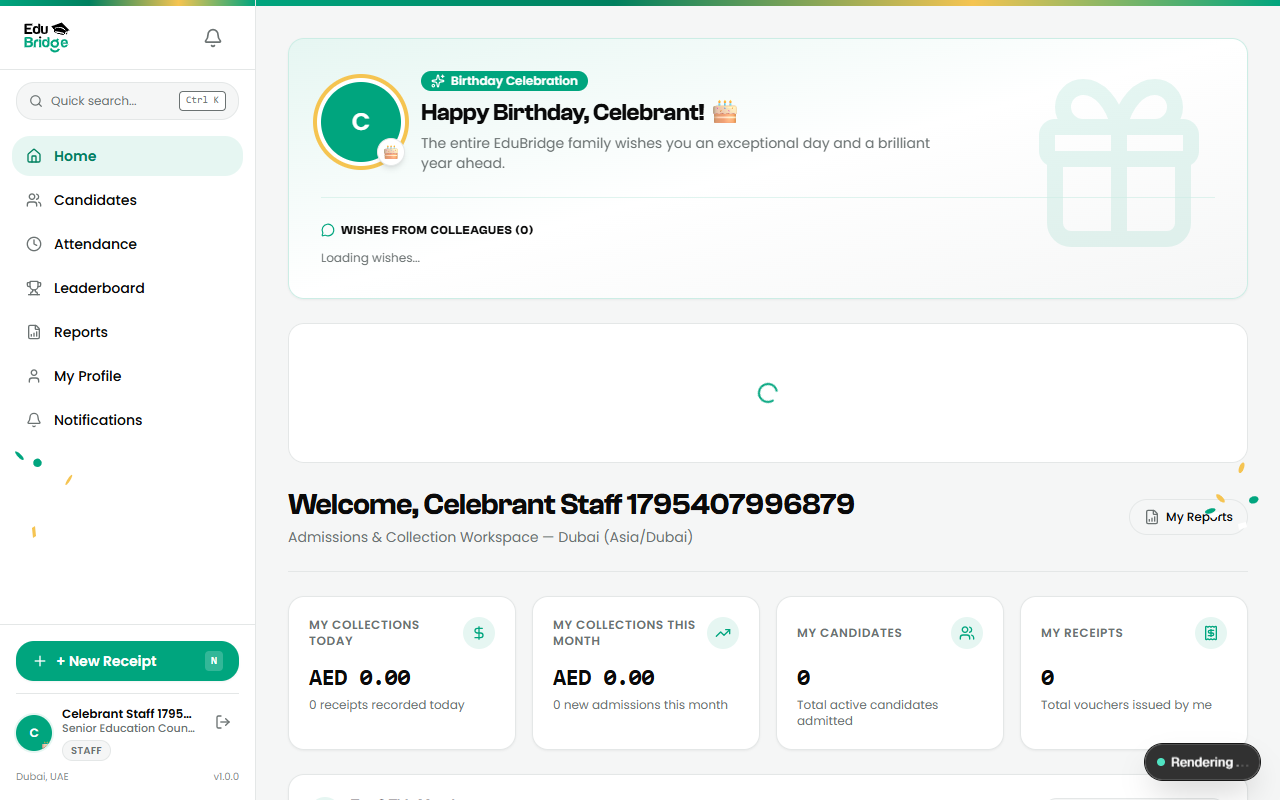 Edu
Bridge
Quick search...
Ctrl K
Home
Candidates
Attendance
Leaderboard
Reports
My Profile
Notifications
+ New Receipt
N
C
Celebrant Staff 1795...
Senior Education Coun...
STAFF
Dubai, UAE
v1.0.0
C
Birthday Celebration
Happy Birthday, Celebrant! 🎂
The entire EduBridge family wishes you an exceptional day and a brilliant
year ahead.
WISHES FROM COLLEAGUES (0)
Loading wishes...
Welcome, Celebrant Staff 1795407996879
Admissions & Collection Workspace — Dubai (Asia/Dubai)
My Reports
MY COLLECTIONS
TODAY
AED 0.00
0 receipts recorded today
MY COLLECTIONS THIS
MONTH
AED 0.00
0 new admissions this month
MY CANDIDATES
0
Total active candidates
admitted
MY RECEIPTS
0
Total vouchers issued by me
Rendering ...